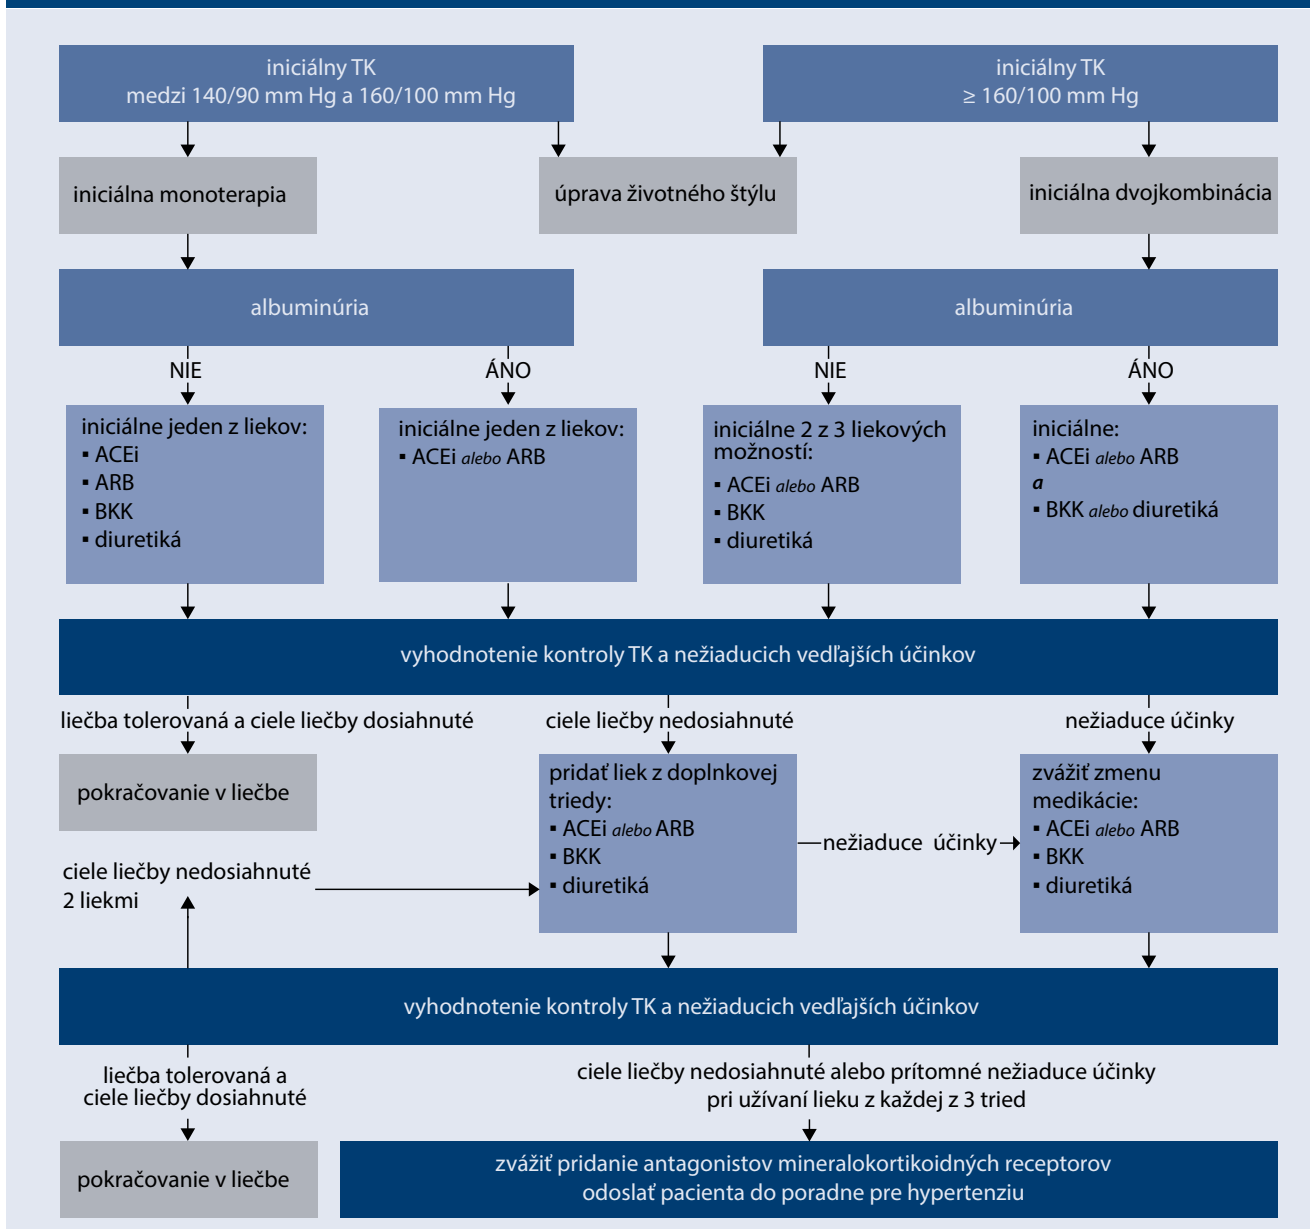 iniciálny TK
medzi 140/90 mm Hg a 160/100 mm Hg
iniciálny TK
≥ 160/100 mm Hg
iniciálna monoterapia
úprava životného štýlu
iniciálna dvojkombinácia
albuminúria
albuminúria
NIE
ÁNO
NIE
ÁNO
iniciálne jeden z liekov:
▪ ACEi
▪ ARB
▪ BKK
▪ diuretiká
iniciálne jeden z liekov:
▪ ACEi alebo ARB
iniciálne 2 z 3 liekových
možností:
▪ ACEi alebo ARB
▪ BKK
▪ diuretiká
iniciálne:
▪ ACEi alebo ARB
a
▪ BKK alebo diuretiká
vyhodnotenie kontroly TK a nežiaducich vedľajších účinkov
liečba tolerovaná a ciele liečby dosiahnuté
ciele liečby nedosiahnuté
nežiaduce účinky
pokračovanie v liečbe
pridať liek z doplnkovej
triedy:
▪ ACEi alebo ARB
▪ BKK
▪ diuretiká
nežiaduce účinky
zvážiť zmenu
medikácie:
▪ ACEi alebo ARB
▪ BKK
▪ diuretiká
ciele liečby nedosiahnuté
2 liekmi
vyhodnotenie kontroly TK a nežiaducich vedľajších účinkov
liečba tolerovaná a
ciele liečby dosiahnuté
ciele liečby nedosiahnuté alebo prítomné nežiaduce účinky
pri užívaní lieku z každej z 3 tried
pokračovanie v liečbe
zvážiť pridanie antagonistov mineralokortikoidných receptorov
odoslať pacienta do poradne pre hypertenziu